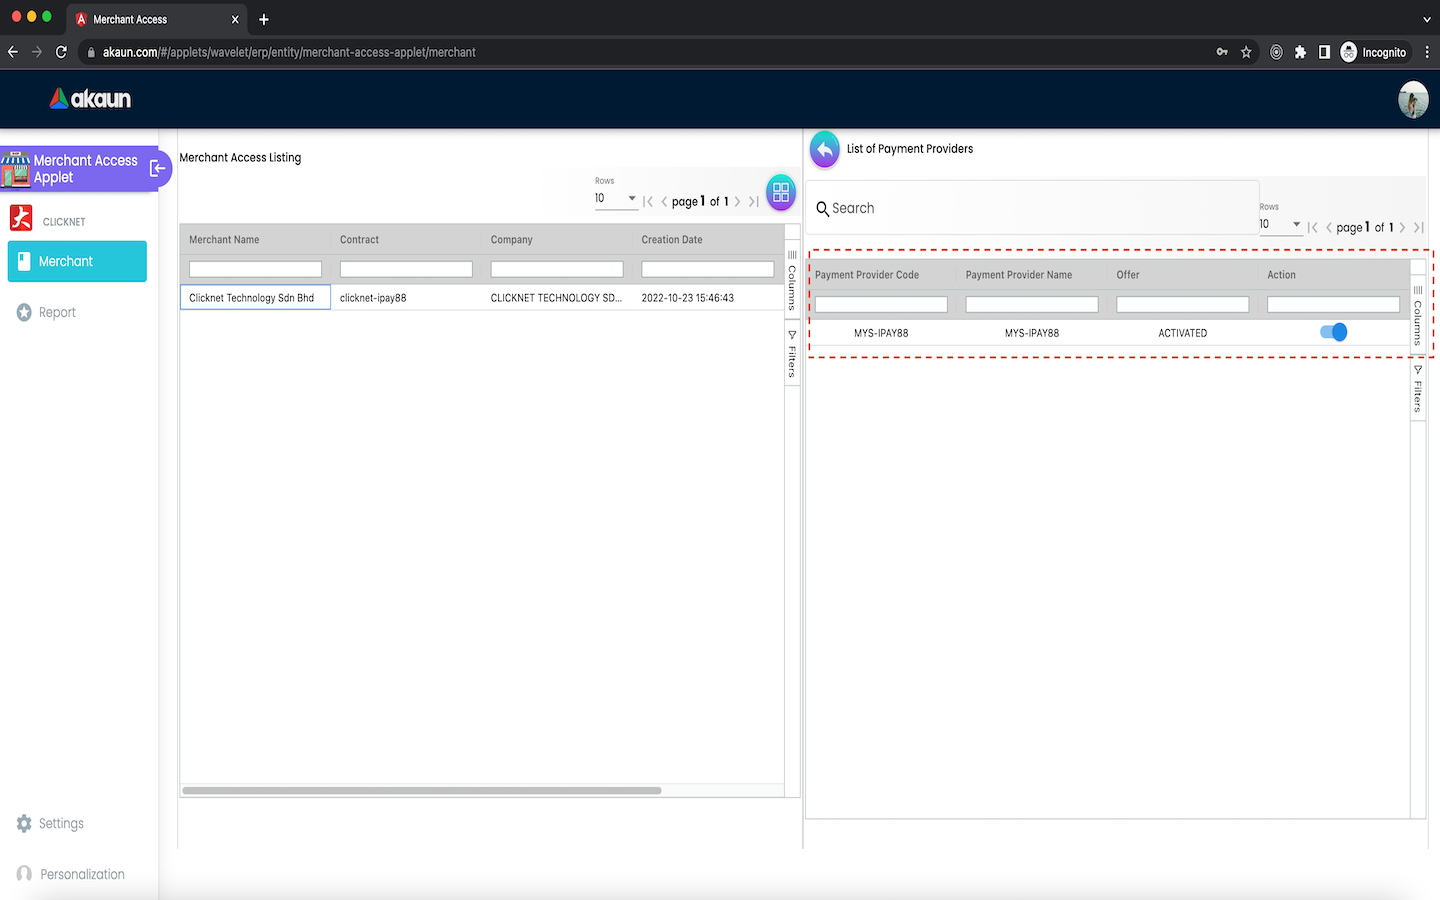 Merchant Access
akaun.com/#/applets/wavelet/erp/entity/merchant-access-applet/merchant
Incognito
akaun
Merchant Access
Applet
CLICKNET
Merchant
Report
Settings
Personalization
Merchant Access Listing
Rows
10
page 1 of 1
Merchant Name Contract Company Creation Date
Clicknet Technology Sdn Bhd clicknet-ipay88 CLICKNET TECHNOLOGY SD... 2022-10-23 15:46:43
Columns
Filters
List of Payment Providers
Search
Rows
10
page 1 of 1
Payment Provider Code Payment Provider Name Offer Action
MYS-IPAY88 MYS-IPAY88 ACTIVATED
Columns
Filters